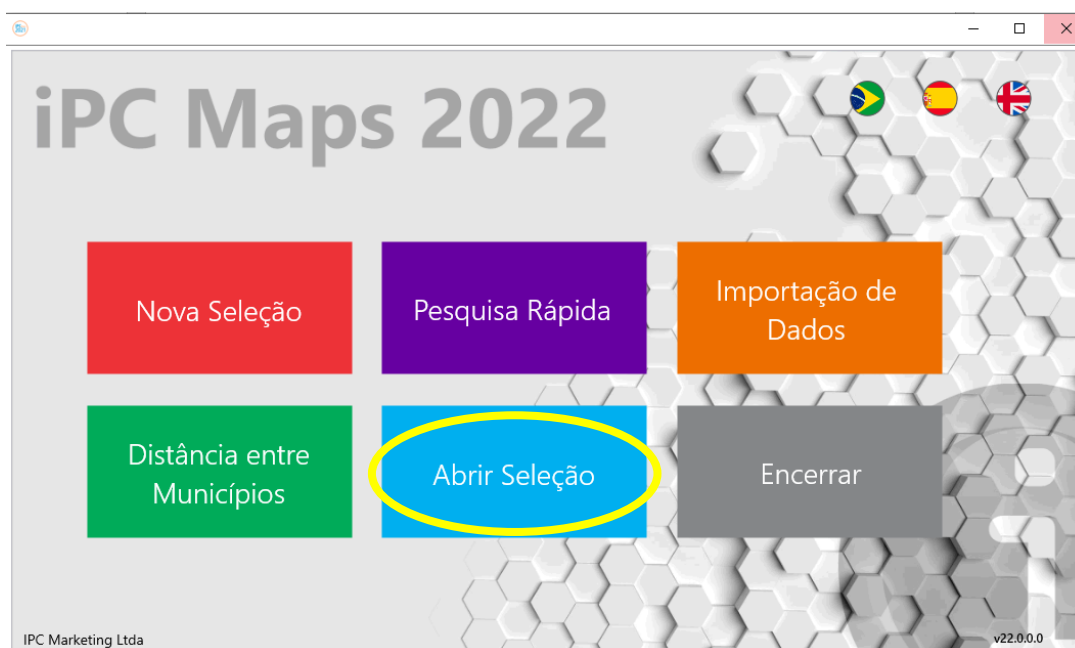 iPC Maps 2022
Nova Seleção
Pesquisa Rápida
Importação de
Dados
Distância entre
Municípios
Abrir Seleção
Encerrar
IPC Marketing Ltda
v22.0.0.0